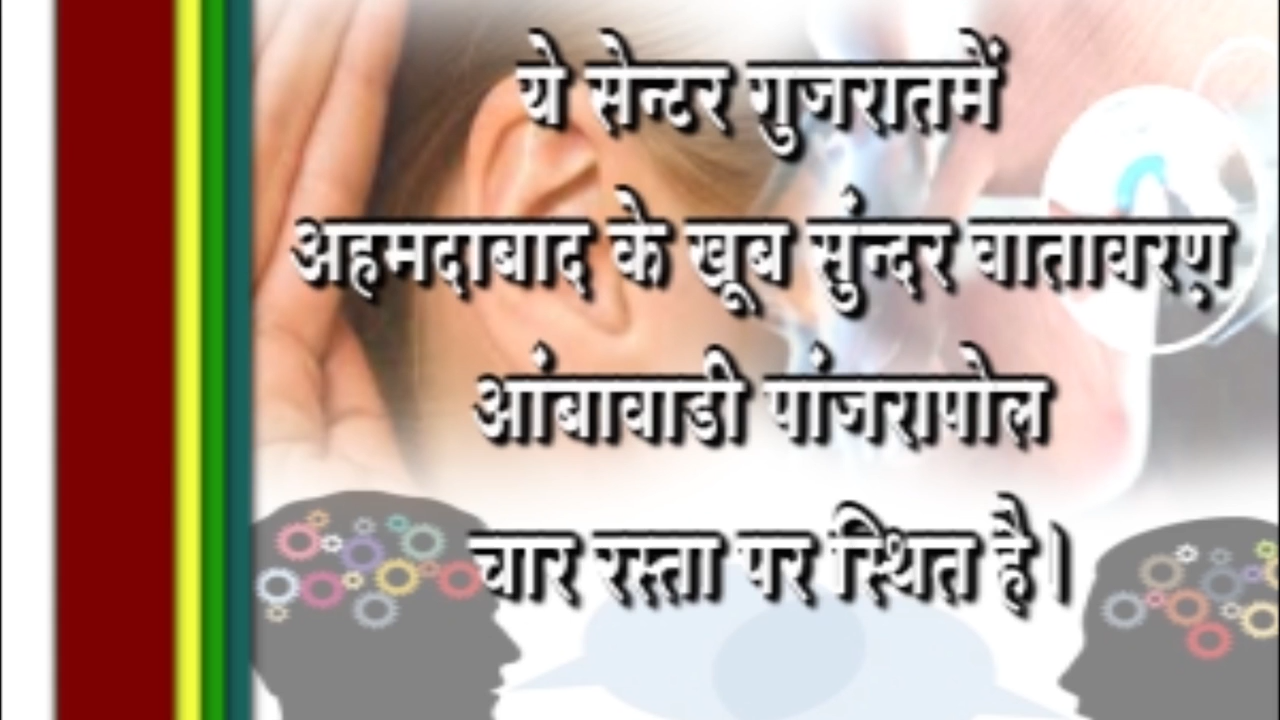 ये सेन्टर गुजरातमें
अहमदाबाद के खूब सुंन्दर वातावरण
आंबावाडी पांजरापोल
चार रस्ता पर स्थित है।